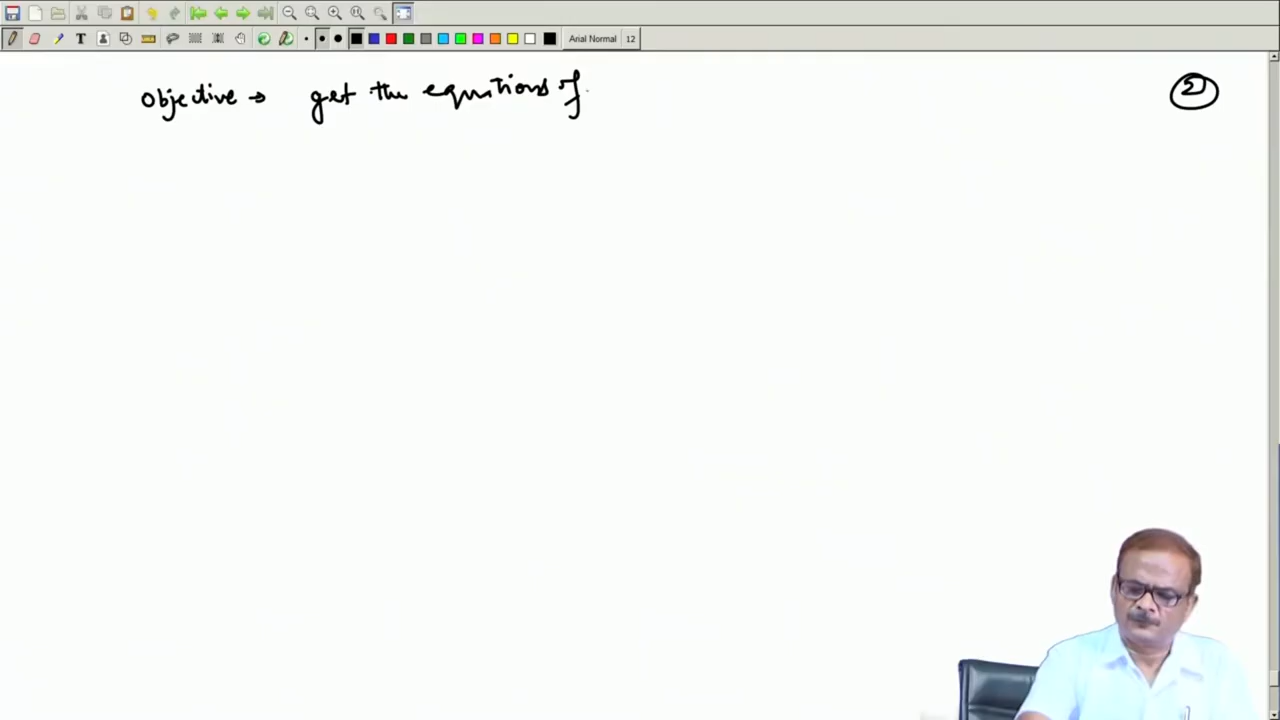 Arial Normal 12
Objective → get the equations of
2